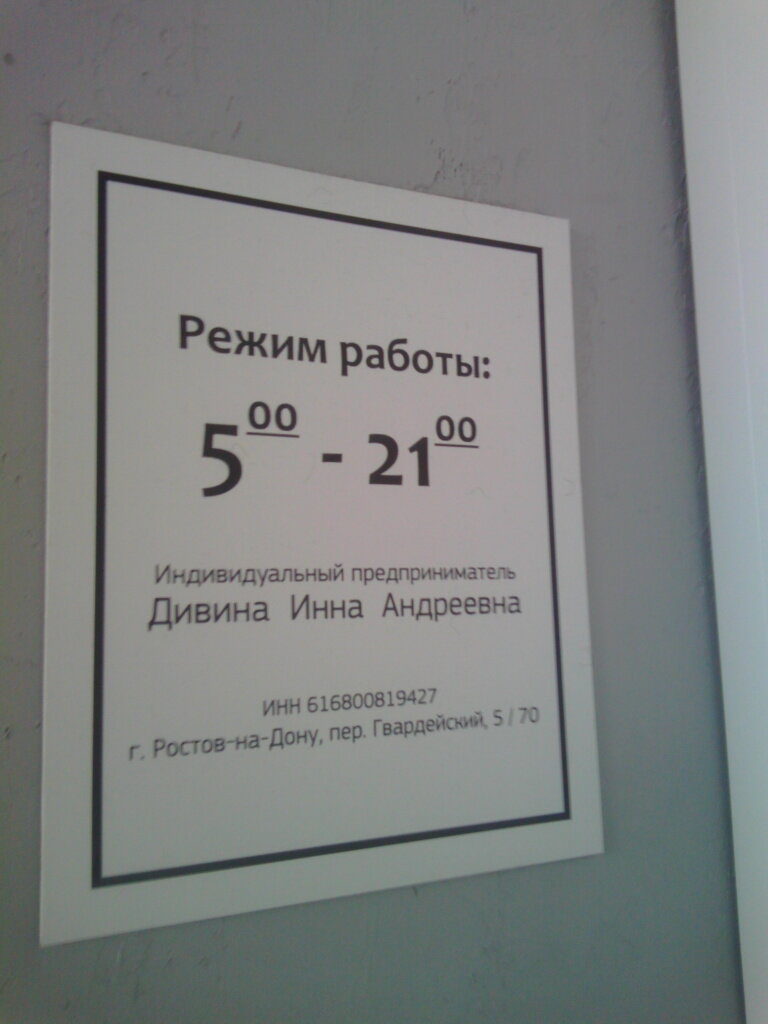 Режим работы:
5⁰⁰ - 21⁰⁰
Индивидуальный предприниматель
Дивина Инна Андреевна
ИНН 616800819427
г. Ростов-на-Дону, пер. Гвардейский, 5 / 70